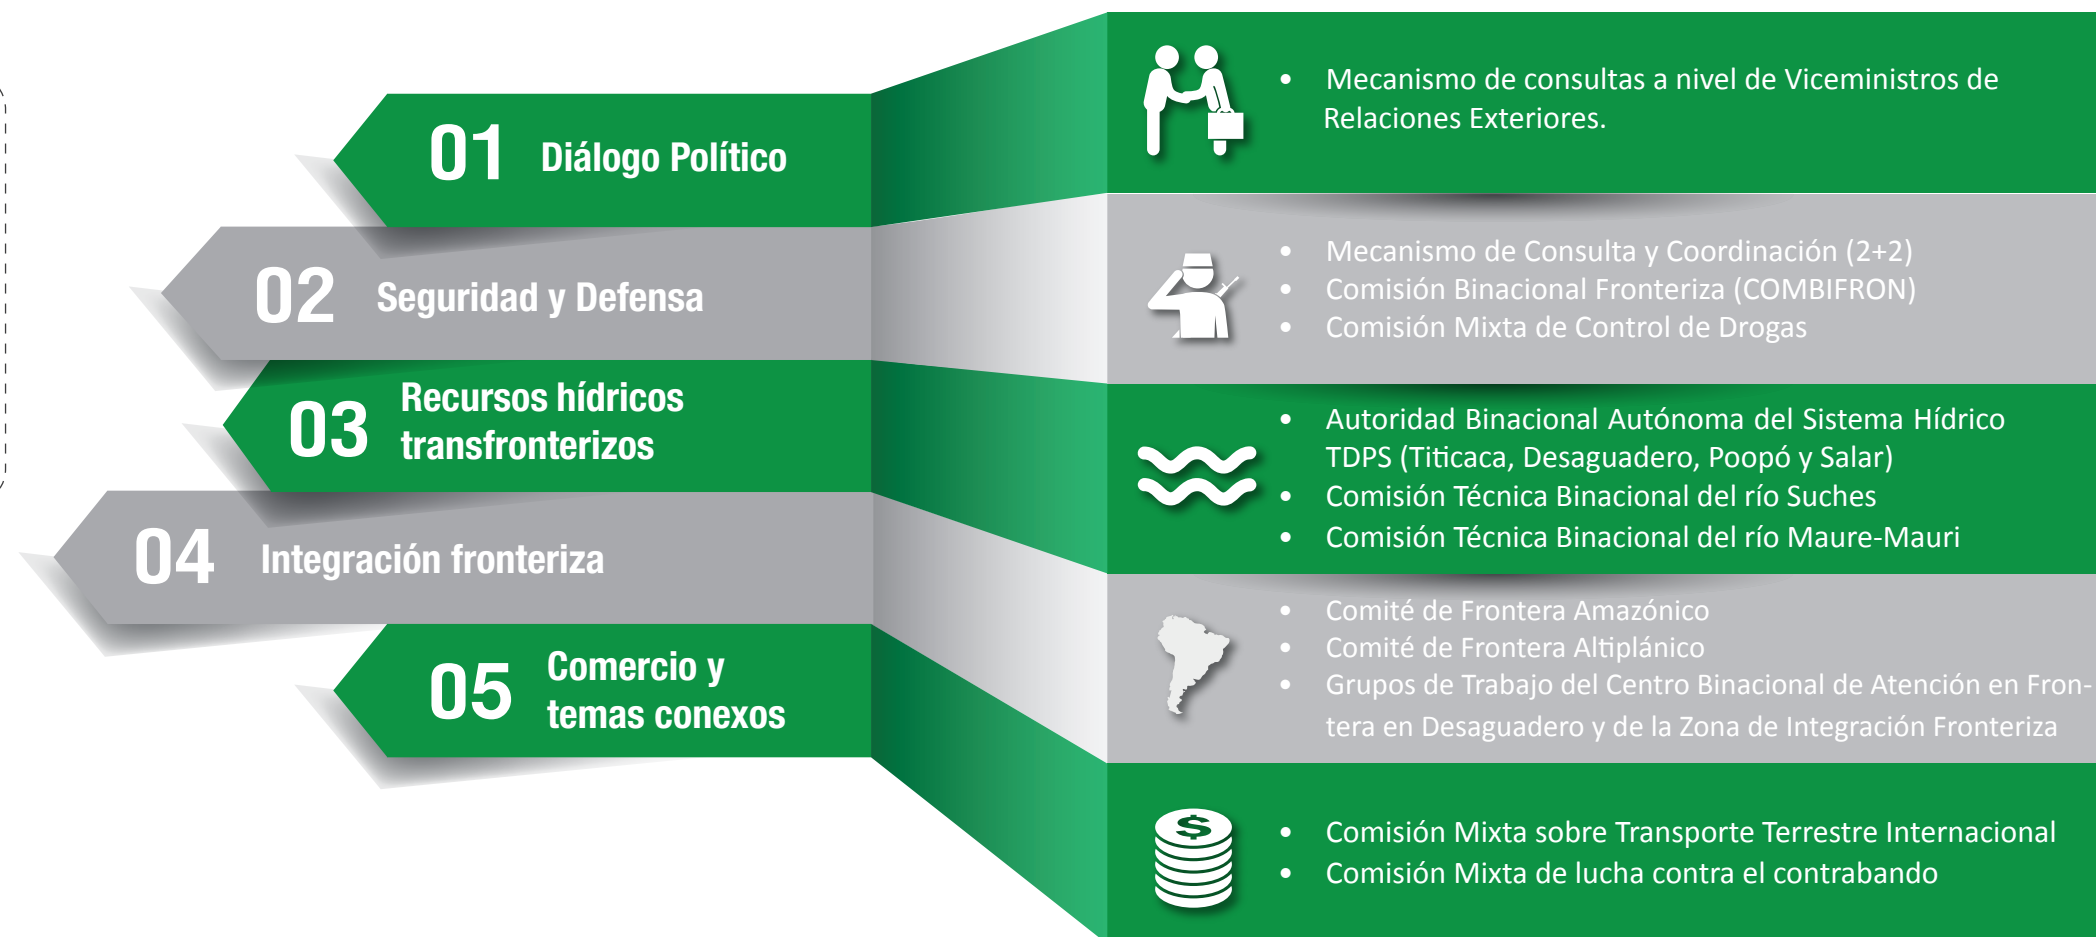 01 Diálogo Político
• Mecanismo de consultas a nivel de Viceministros de
Relaciones Exteriores.
02 Seguridad y Defensa
• Mecanismo de Consulta y Coordinación (2+2)
• Comisión Binacional Fronteriza (COMBIFRON)
• Comisión Mixta de Control de Drogas
03 Recursos hídricos
transfronterizos
• Autoridad Binacional Autónoma del Sistema Hídrico
TDPS (Titicaca, Desaguadero, Poopó y Salar)
• Comisión Técnica Binacional del río Suches
• Comisión Técnica Binacional del río Maure-Mauri
04 Integración fronteriza
• Comité de Frontera Amazónico
• Comité de Frontera Altiplánico
• Grupos de Trabajo del Centro Binacional de Atención en Fron-
tera en Desaguadero y de la Zona de Integración Fronteriza
05 Comercio y
temas conexos
$
• Comisión Mixta sobre Transporte Terrestre Internacional
• Comisión Mixta de lucha contra el contrabando